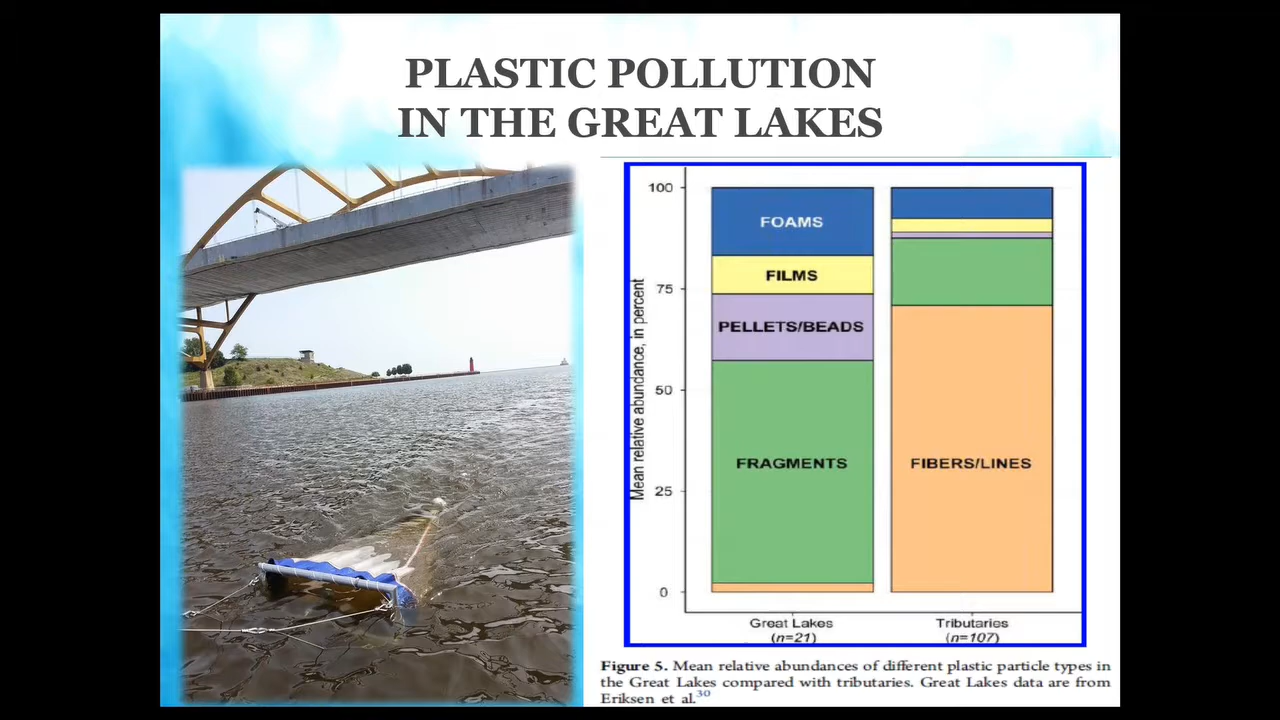 PLASTIC POLLUTION
IN THE GREAT LAKES
Mean relative abundance, in percent
100
75
50
25
0
FOAMS
FILMS
PELLETS/BEADS
FRAGMENTS
FIBERS/LINES
Great Lakes
(n=21)
Tributaries
(n=107)
Figure 5. Mean relative abundances of different plastic particle types in
the Great Lakes compared with tributaries. Great Lakes data are from
Eriksen et al.30